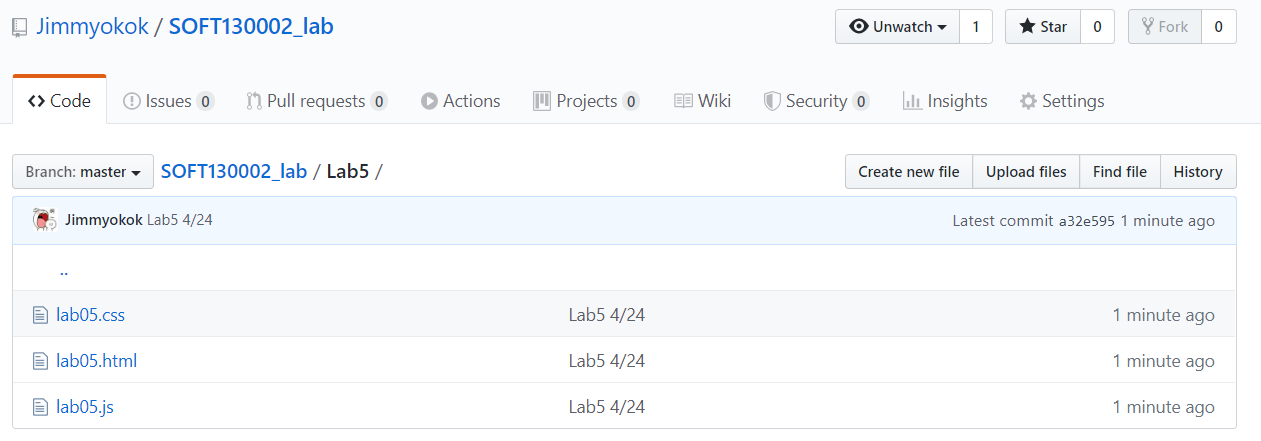 Jimmyokok / SOFT130002_lab Unwatch 1 Star 0 Fork 0
Code Issues 0 Pull requests 0 Actions Projects 0 Wiki Security 0 Insights Settings
Branch: master SOFT130002_lab / Lab5 / Create new file Upload files Find file History
Jimmyokok Lab5 4/24 Latest commit a32e595 1 minute ago
..
lab05.css Lab5 4/24 1 minute ago
lab05.html Lab5 4/24 1 minute ago
lab05.js Lab5 4/24 1 minute ago